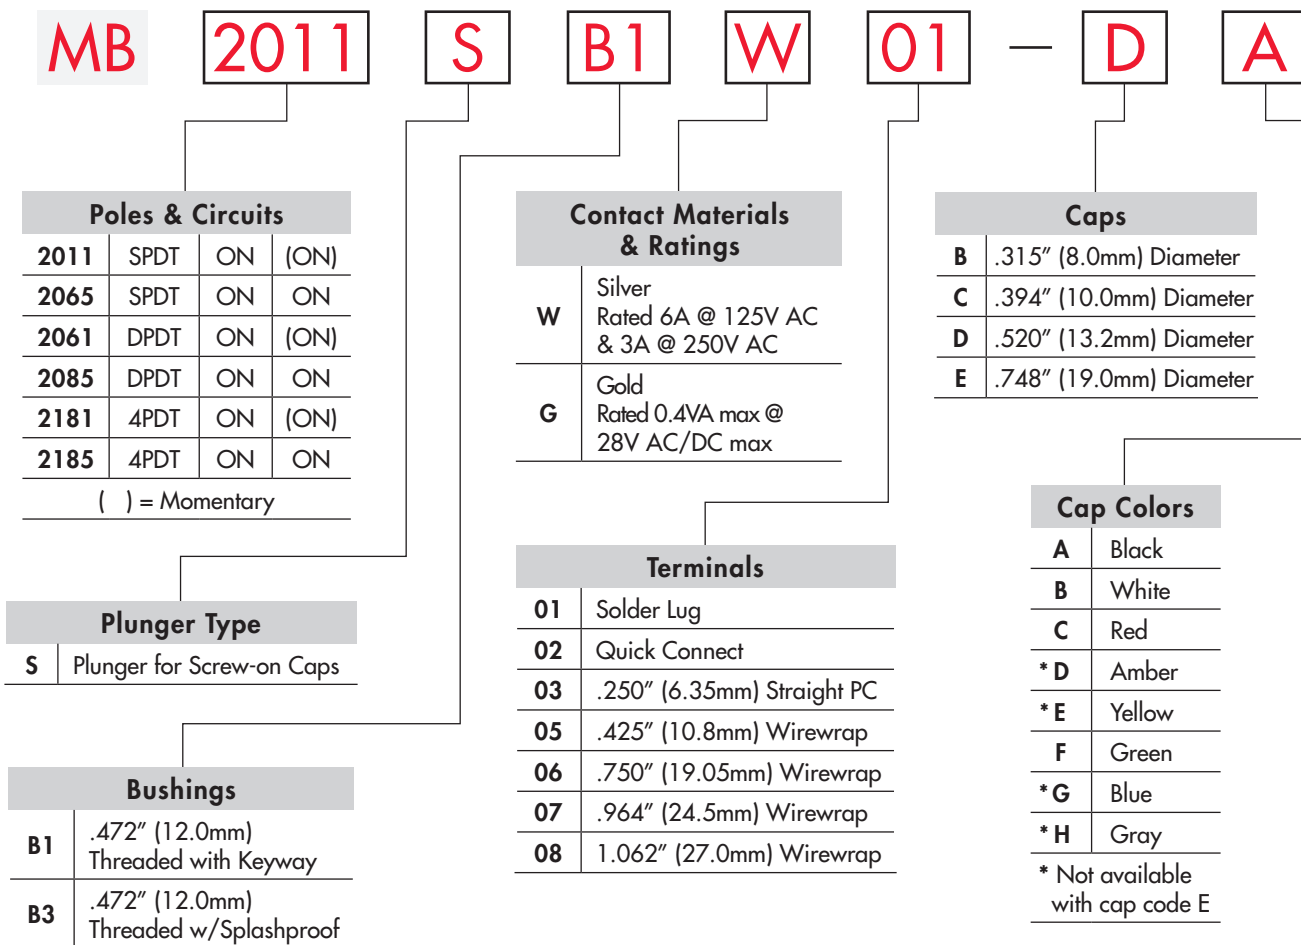 MB 2011 S B1 W 01 — D A
Poles & Circuits
2011 SPDT ON (ON)
2065 SPDT ON ON
2061 DPDT ON (ON)
2085 DPDT ON ON
2181 4PDT ON (ON)
2185 4PDT ON ON
( ) = Momentary
Plunger Type
S Plunger for Screw-on Caps
Bushings
B1 .472" (12.0mm)
Threaded with Keyway
B3 .472" (12.0mm)
Threaded w/Splashproof
Contact Materials
& Ratings
W Silver
Rated 6A @ 125V AC
& 3A @ 250V AC
G Gold
Rated 0.4VA max @
28V AC/DC max
Terminals
01 Solder Lug
02 Quick Connect
03 .250" (6.35mm) Straight PC
05 .425" (10.8mm) Wirewrap
06 .750" (19.05mm) Wirewrap
07 .964" (24.5mm) Wirewrap
08 1.062" (27.0mm) Wirewrap
Caps
B .315" (8.0mm) Diameter
C .394" (10.0mm) Diameter
D .520" (13.2mm) Diameter
E .748" (19.0mm) Diameter
Cap Colors
A Black
B White
C Red
* D Amber
* E Yellow
F Green
* G Blue
* H Gray
* Not available
with cap code E